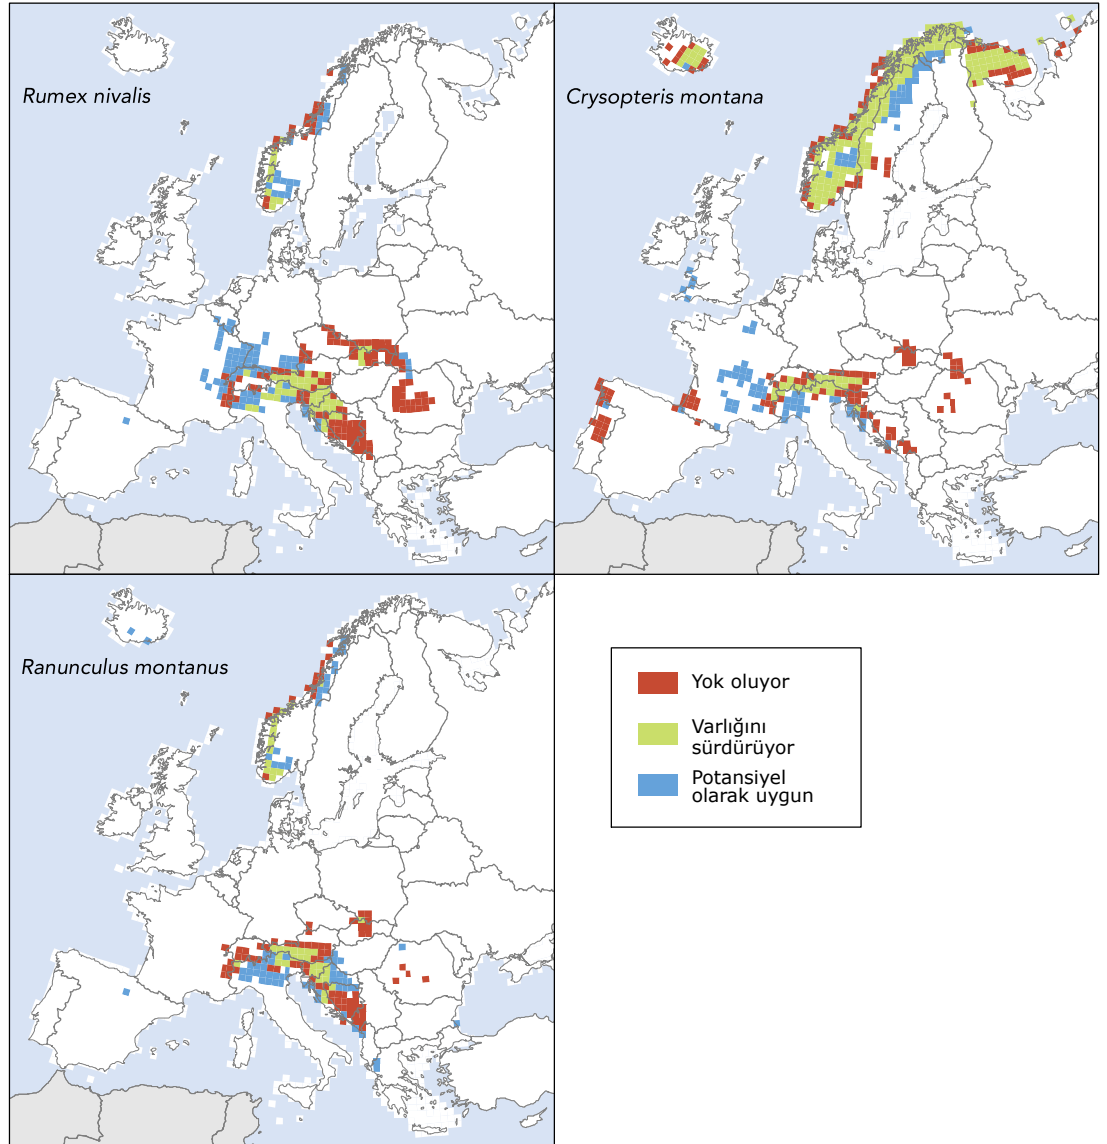 Rumex nivalis
Crysopteris montana
Ranunculus montanus
Yok oluyor
Varlığını
sürdürüyor
Potansiyel
olarak uygun